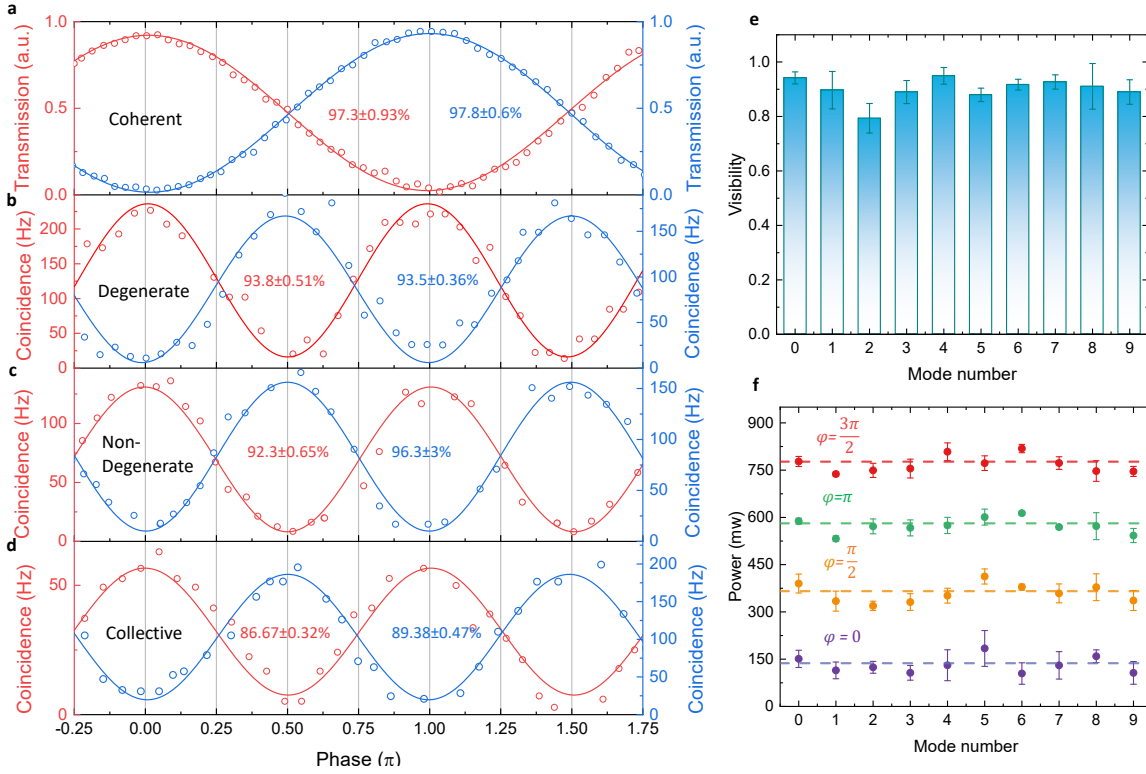 a
1.0
0.5
0.0
Transmission (a.u.)
Coherent
97.3±0.93%
97.8±0.6%
1.0
0.5
0.0
Transmission (a.u.)
b
200
150
100
50
0
Coincidence (Hz)
Degenerate
93.8±0.51%
93.5±0.36%
150
100
50
0
Coincidence (Hz)
c
100
50
0
Coincidence (Hz)
Non-
Degenerate
92.3±0.65%
96.3±3%
150
100
50
0
Coincidence (Hz)
d
50
0
Coincidence (Hz)
Collective
86.67±0.32%
89.38±0.47%
200
150
100
50
0
Coincidence (Hz)
-0.25 0.00 0.25 0.50 0.75 1.00 1.25 1.50 1.75
Phase (π)
e
1.0
0.8
0.6
0.4
0.2
0.0
Visibility
0 1 2 3 4 5 6 7 8 9
Mode number
f
900
750
600
450
300
150
0
Power (mw)
φ=3π/2
φ=π
φ=π/2
φ = 0
0 1 2 3 4 5 6 7 8 9
Mode number